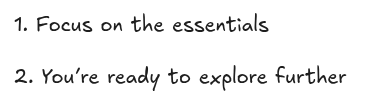 1. Focus on the essentials
2. You're ready to explore further